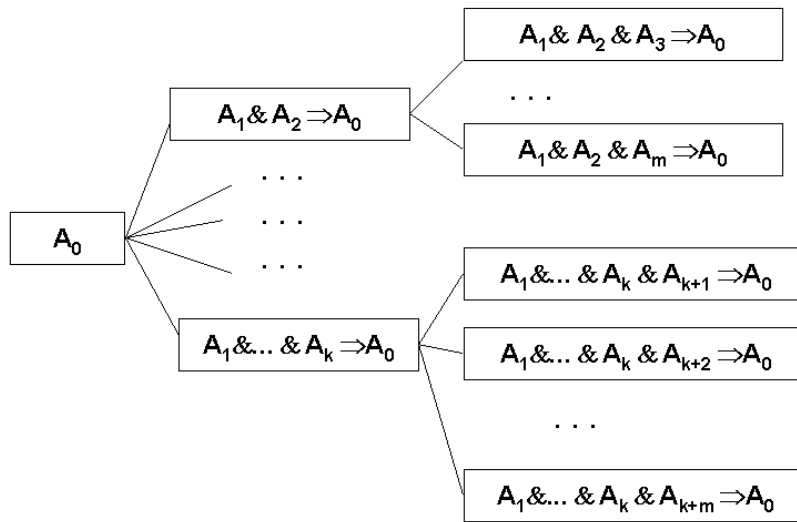 A₁& A₂ & A₃⇒A₀
. . .
A₁& A₂ ⇒A₀
A₁& A₂ & Aₘ⇒A₀
. . .
. . .
A₀
. . .
A₁&... & Aₖ & Aₖ₊₁⇒A₀
A₁&... & Aₖ⇒A₀
A₁&... & Aₖ & Aₖ₊₂⇒A₀
. . .
A₁&... & Aₖ & Aₖ₊ₘ⇒A₀